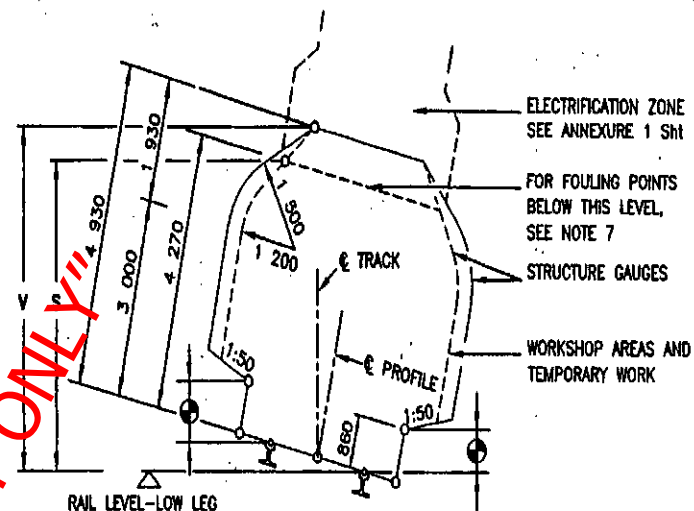 ELECTRIFICATION ZONE
SEE ANNEXURE 1 Sht
FOR FOULING POINTS
BELOW THIS LEVEL,
SEE NOTE 7
STRUCTURE GAUGES
WORKSHOP AREAS AND
TEMPORARY WORK
4 930
1 930
3 000
4 270
V
S
1 500
1 200
℄ TRACK
℄ PROFILE
1:50
1:50
860
RAIL LEVEL-LOW LEG
ONLY"